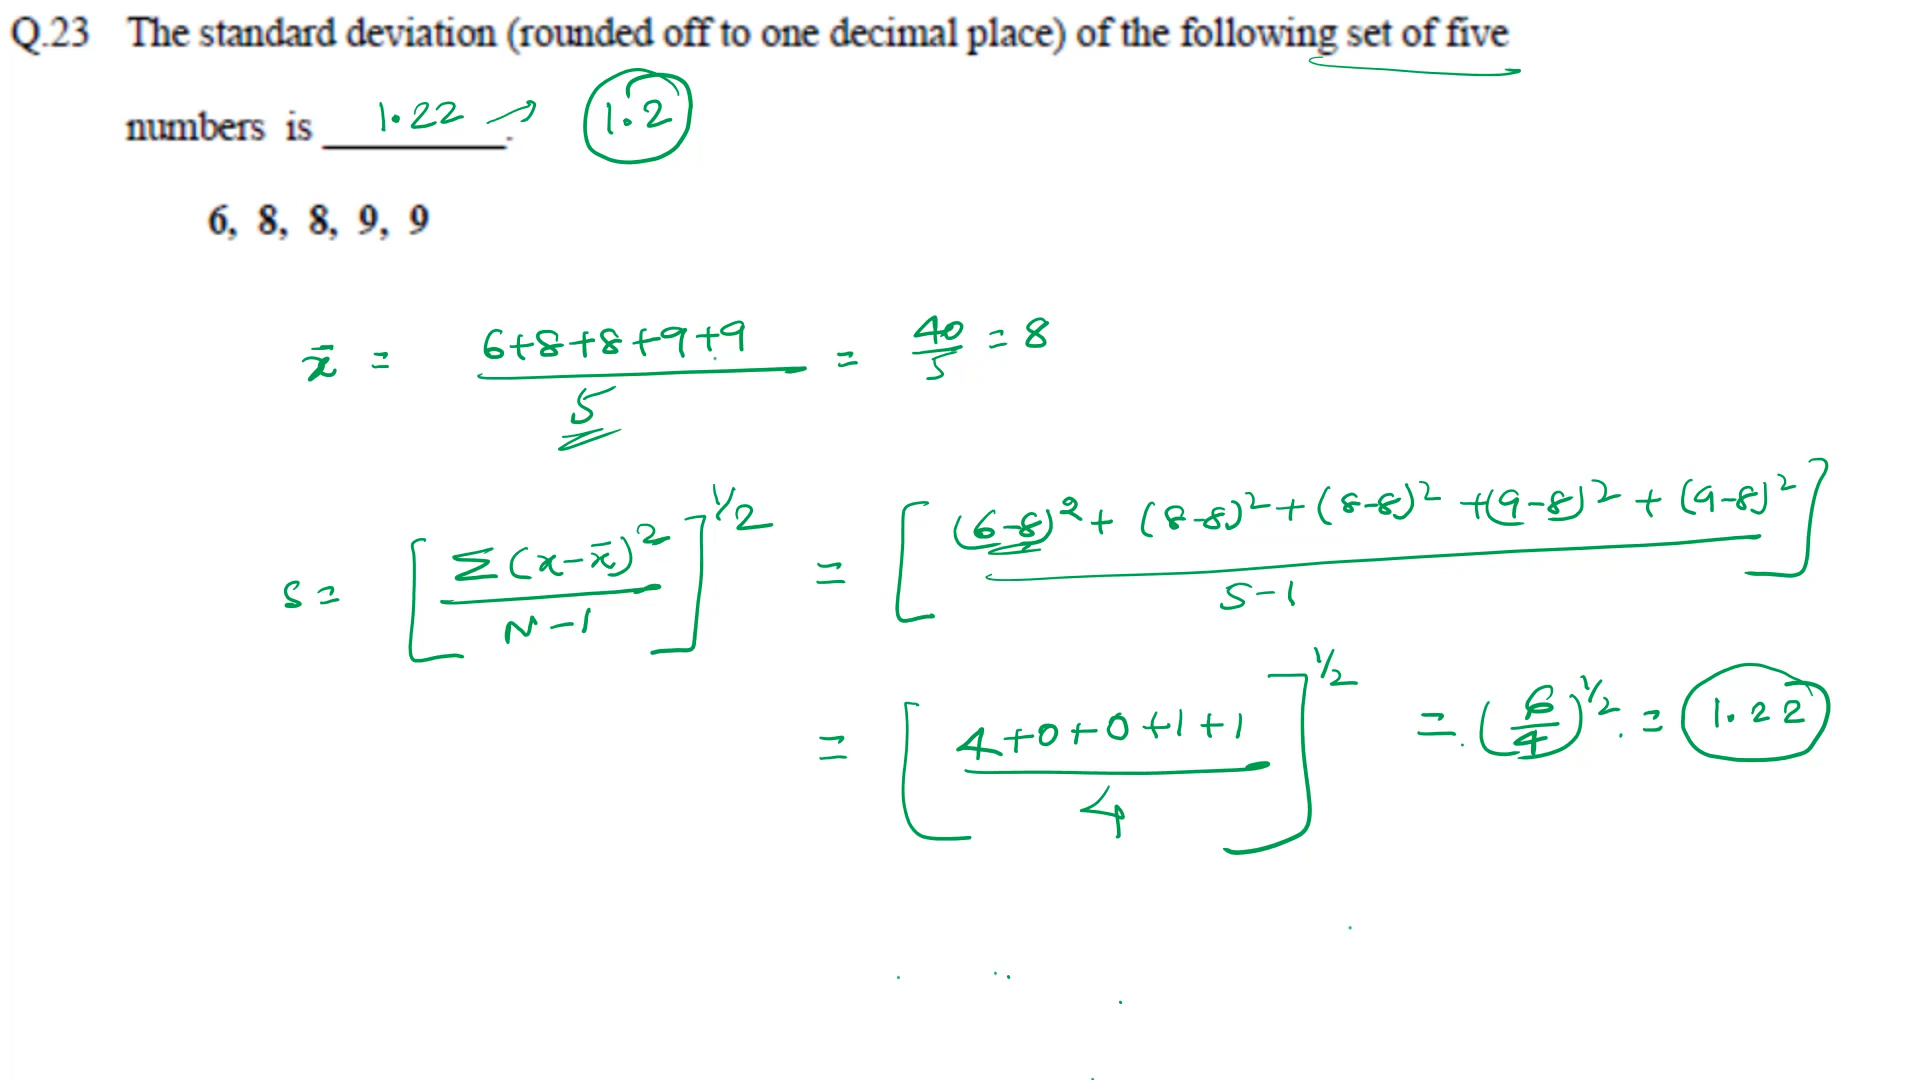 Q.23 The standard deviation (rounded off to one decimal place) of the following set of five
numbers is 1.22 → 1.2
6, 8, 8, 9, 9
x̄ = (6+8+8+9+9)/5 = 40/5 = 8
s = [Σ(x-x̄)²/(N-1)]^1/2 = [((6-8)²+(8-8)²+(8-8)²+(9-8)²+(9-8)²)/(5-1)]
= [(4+0+0+1+1)/4]^1/2 = (6/4)^1/2 = 1.22